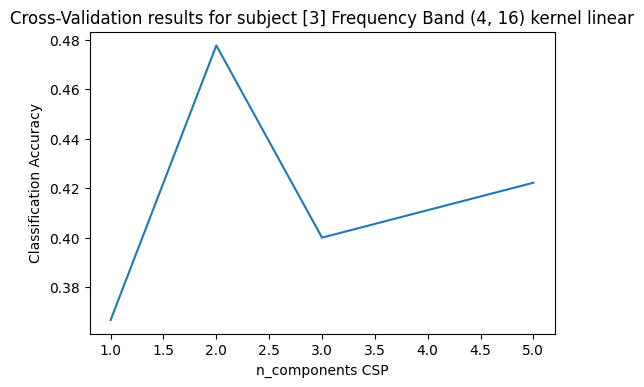 Cross-Validation results for subject [3] Frequency Band (4, 16) kernel linear
Classification Accuracy
0.48
0.46
0.44
0.42
0.40
0.38
1.0 1.5 2.0 2.5 3.0 3.5 4.0 4.5 5.0
n_components CSP